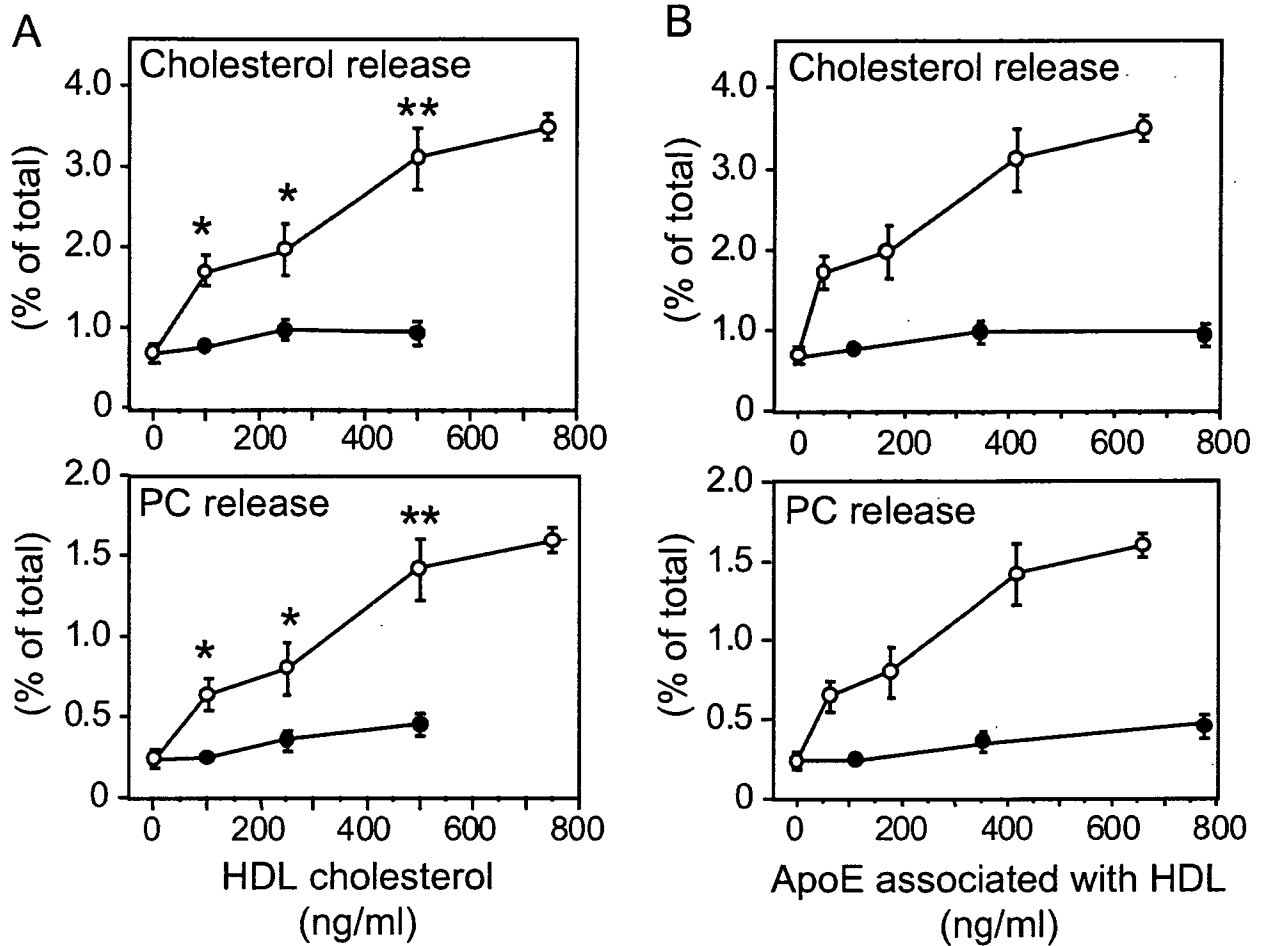 A
Cholesterol release
4.0
3.0
2.0
1.0
0
(% of total)
* * **
0 200 400 600 800
PC release
2.0
1.5
1.0
0.5
0
(% of total)
* * **
0 200 400 600 800
HDL cholesterol
(ng/ml)
B
Cholesterol release
4.0
3.0
2.0
1.0
0
(% of total)
0 200 400 600 800
PC release
2.0
1.5
1.0
0.5
0
(% of total)
0 200 400 600 800
ApoE associated with HDL
(ng/ml)